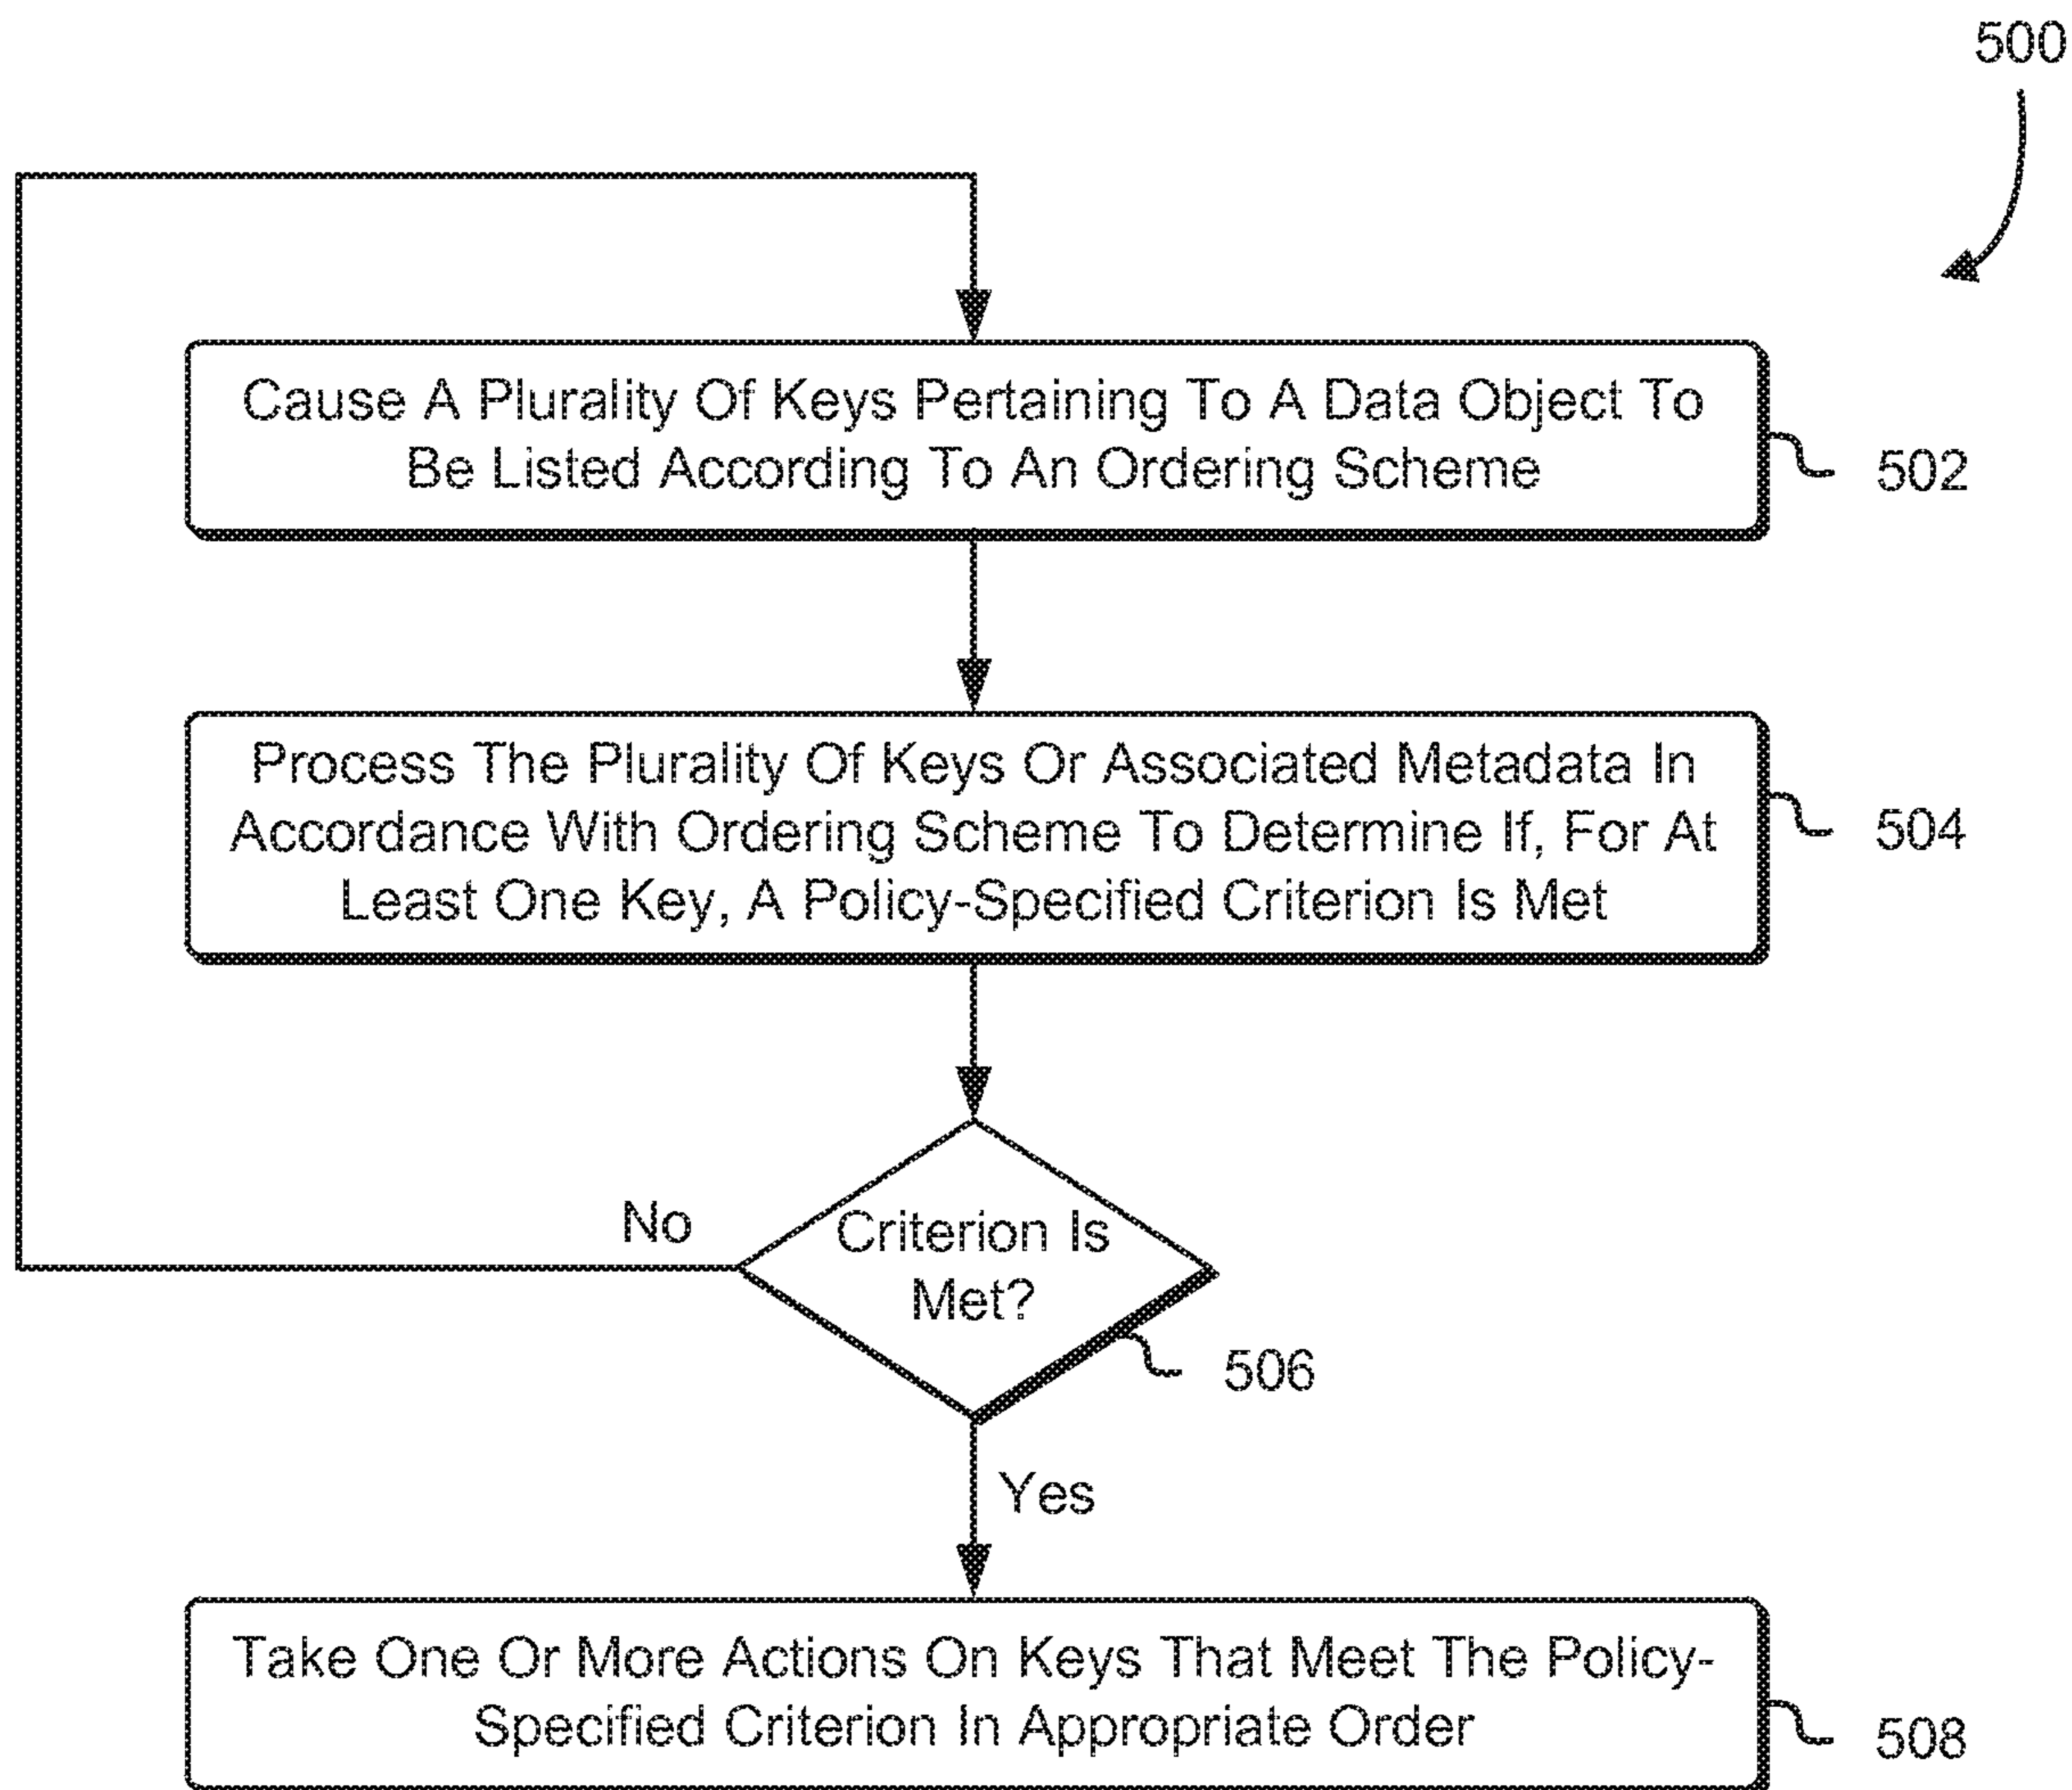 500
Cause A Plurality Of Keys Pertaining To A Data Object To
Be Listed According To An Ordering Scheme
502
Process The Plurality Of Keys Or Associated Metadata In
Accordance With Ordering Scheme To Determine If, For At
Least One Key, A Policy-Specified Criterion Is Met
504
No
Criterion Is
Met?
506
Yes
Take One Or More Actions On Keys That Meet The Policy-
Specified Criterion In Appropriate Order
508